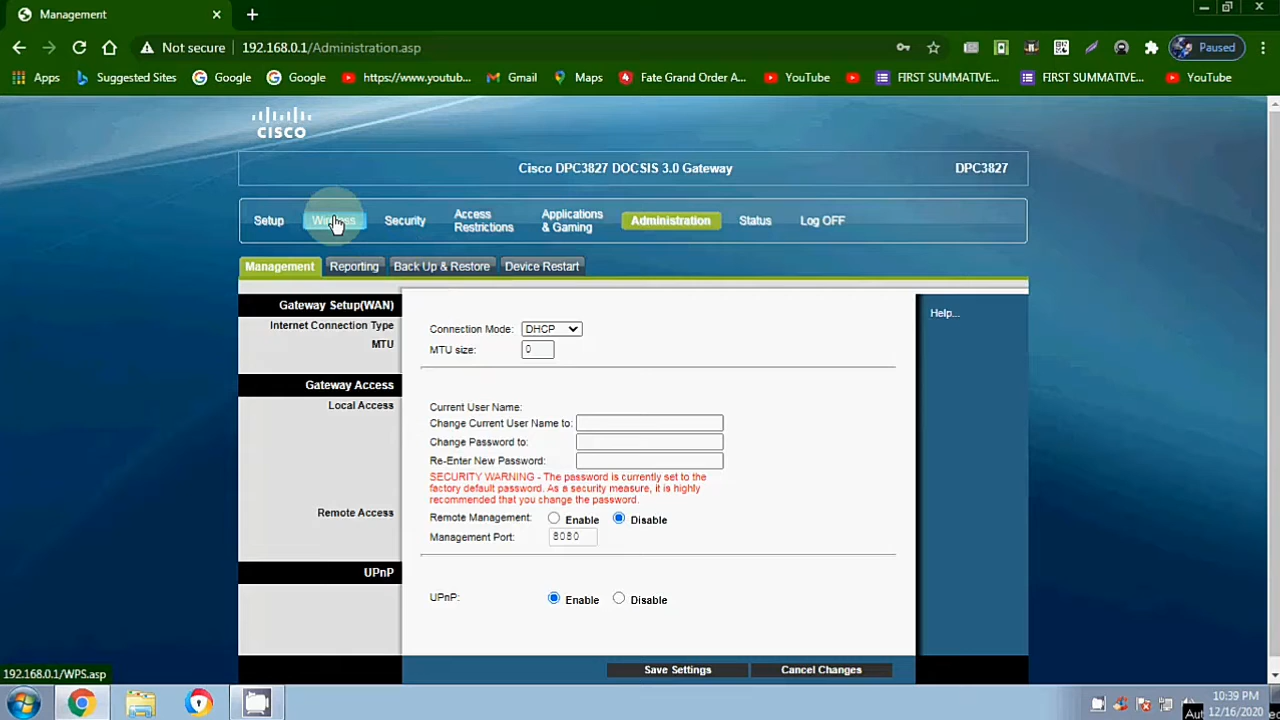 Management
Not secure 192.168.0.1/Administration.asp Paused
Apps Suggested Sites Google Google https://www.youtub... Gmail Maps Fate Grand Order A... YouTube FIRST SUMMATIVE... FIRST SUMMATIVE... YouTube
CISCO
Cisco DPC3827 DOCSIS 3.0 Gateway DPC3827
Setup Wireless Security Access Restrictions Applications & Gaming Administration Status Log OFF
Management Reporting Back Up & Restore Device Restart
Gateway Setup(WAN)
Help...
Internet Connection Type
Connection Mode: DHCP
MTU
MTU size: 0
Gateway Access
Local Access
Current User Name:
Change Current User Name to:
Change Password to:
Re-Enter New Password:
SECURITY WARNING - The password is currently set to the
factory default password. As a security measure, it is highly
recommended that you change the password.
Remote Access
Remote Management: Enable Disable
Management Port: 8080
UPnP
UPnP: Enable Disable
Save Settings Cancel Changes
192.168.0.1/WPS.asp
10:39 PM
12/16/2020